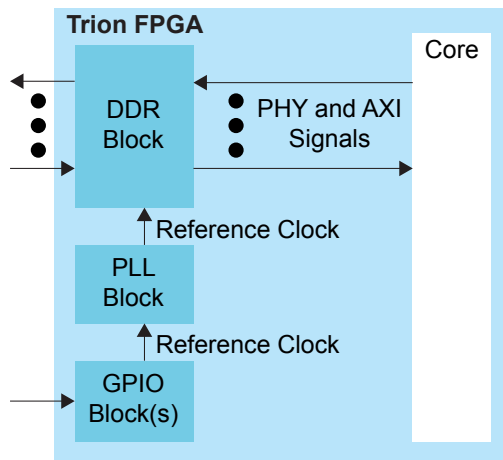 Trion FPGA
Core
DDR
Block
PHY and AXI
Signals
Reference Clock
PLL
Block
Reference Clock
GPIO
Block(s)